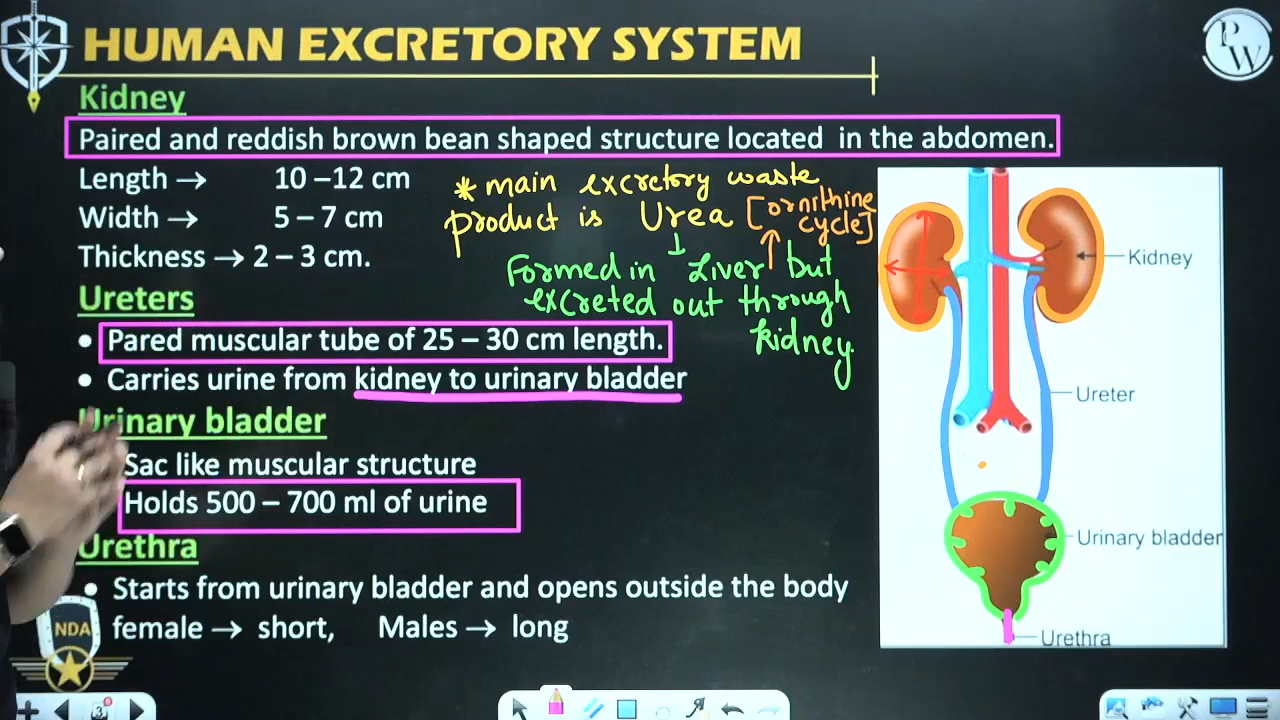 HUMAN EXCRETORY SYSTEM
PW
Kidney
Paired and reddish brown bean shaped structure located in the abdomen.
Length → 10 –12 cm
Width → 5 – 7 cm
Thickness → 2 – 3 cm.
* main excretory waste
product is Urea [ornithine
cycle]
↓ ↑
Formed in Liver but
excreted out through
kidney.
Ureters
• Pared muscular tube of 25 – 30 cm length.
• Carries urine from kidney to urinary bladder
Urinary bladder
Sac like muscular structure
Holds 500 – 700 ml of urine
Urethra
• Starts from urinary bladder and opens outside the body
female → short, Males → long
NDA
Kidney
Ureter
Urinary bladder
Urethra